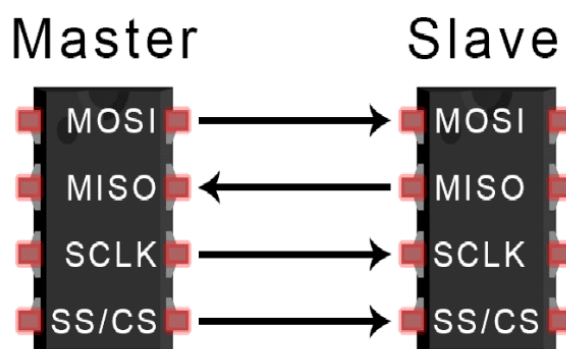 Master Slave
MOSI MOSI
MISO MISO
SCLK SCLK
SS/CS SS/CS